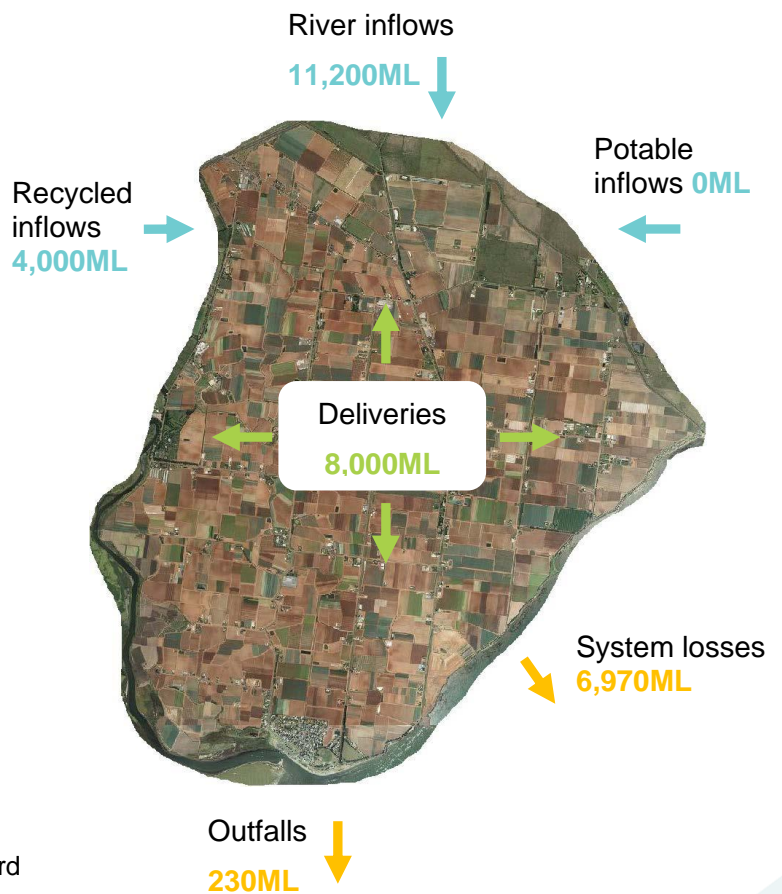 River inflows
11,200ML
Potable
inflows 0ML
Recycled
inflows
4,000ML
Deliveries
8,000ML
System losses
6,970ML
Outfalls
230ML
rd